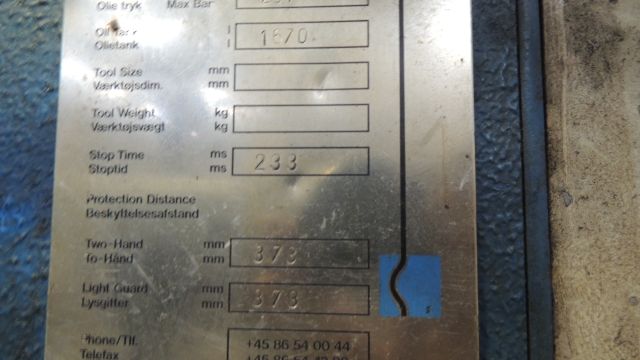 Olie tryk Max Bar
Oil Tank l 1670
Olietank l
Tool Size mm
Værktøjsdim. mm
Tool Weight kg
Værktøjsvægt kg
Stop Time ms 233
Stoptid ms
Protection Distance
Beskyttelsesafstand
Two-Hand mm 373
To-Hånd mm
Light Guard mm 373
Lysgitter mm
Phone/Tlf. +45 86 54 00 44
Telefax